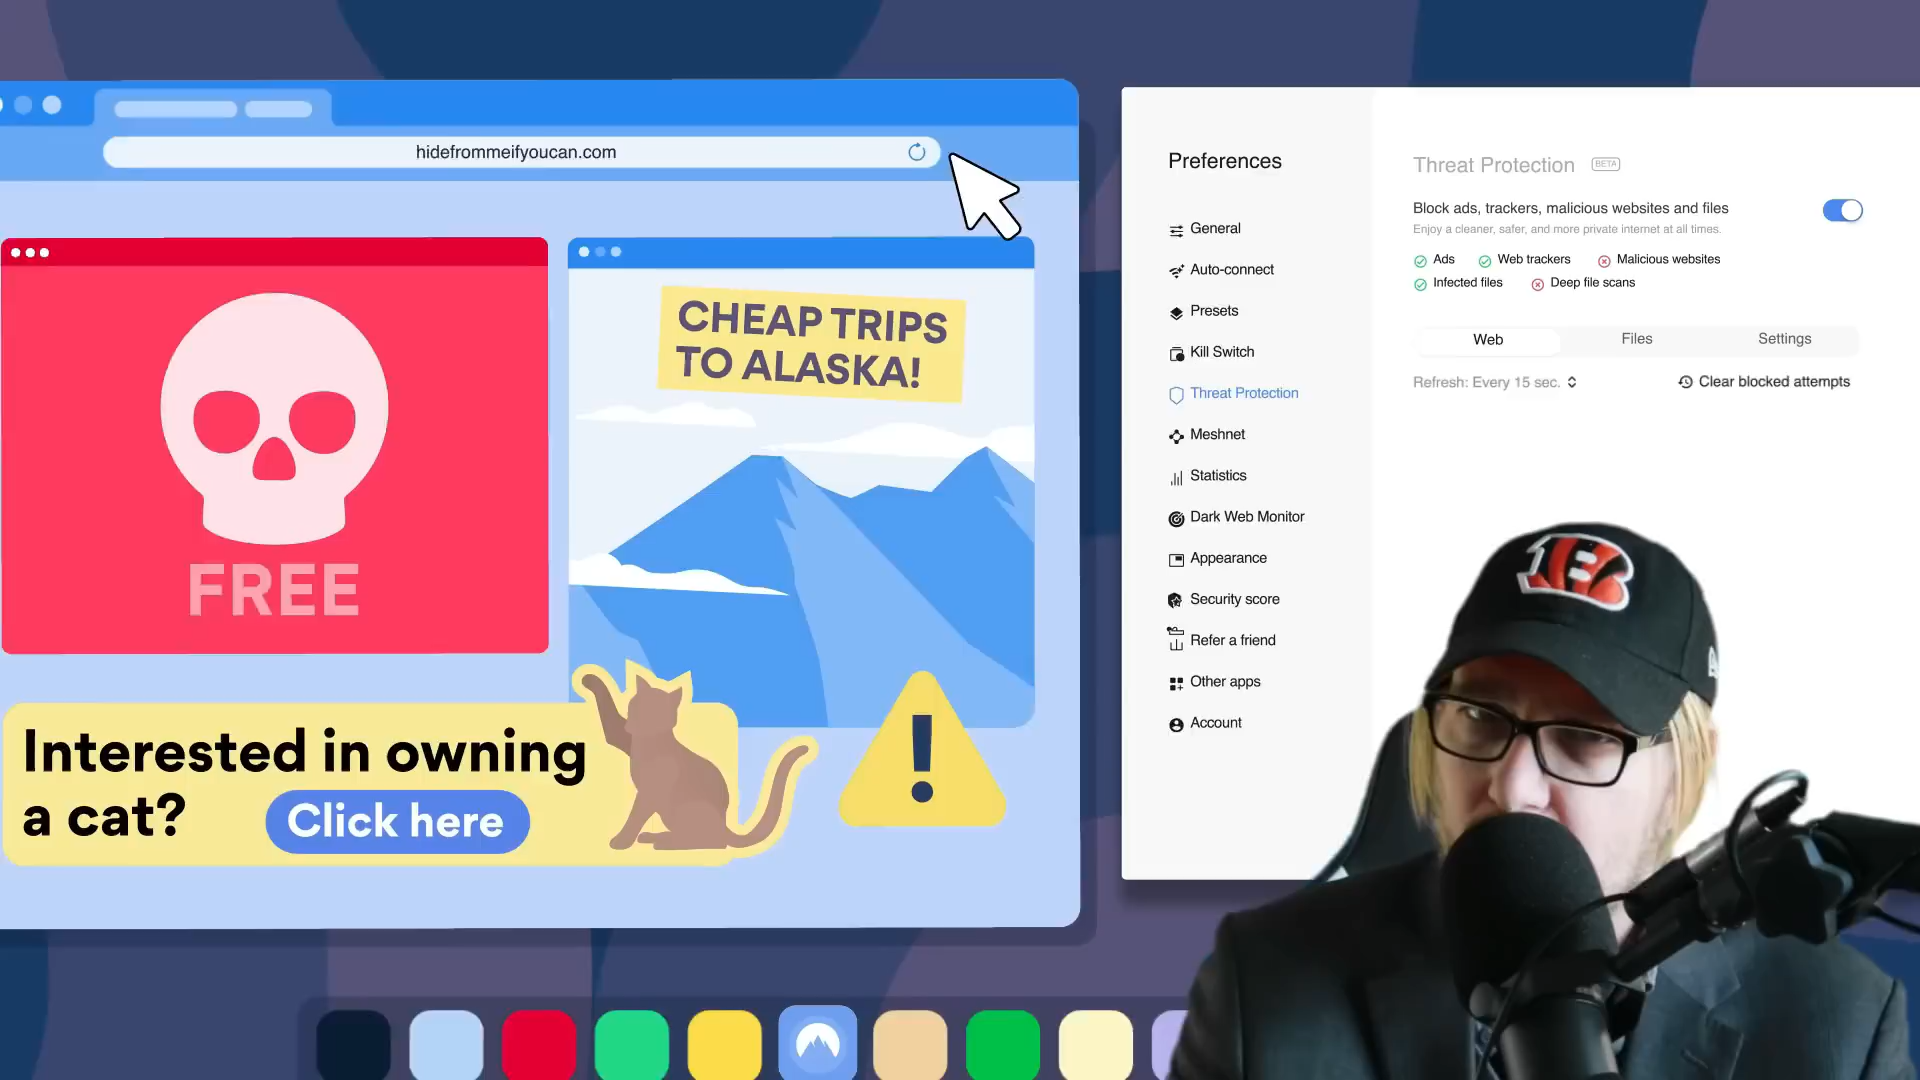 hidefrommeifyoucan.com
FREE
CHEAP TRIPS
TO ALASKA!
Interested in owning
a cat?
Click here
Preferences
General
Auto-connect
Presets
Kill Switch
Threat Protection
Meshnet
Statistics
Dark Web Monitor
Appearance
Security score
Refer a friend
Other apps
Account
Threat Protection BETA
Block ads, trackers, malicious websites and files
Enjoy a cleaner, safer, and more private internet at all times.
Ads Web trackers Malicious websites
Infected files Deep file scans
Web Files Settings
Refresh: Every 15 sec. Clear blocked attempts
B